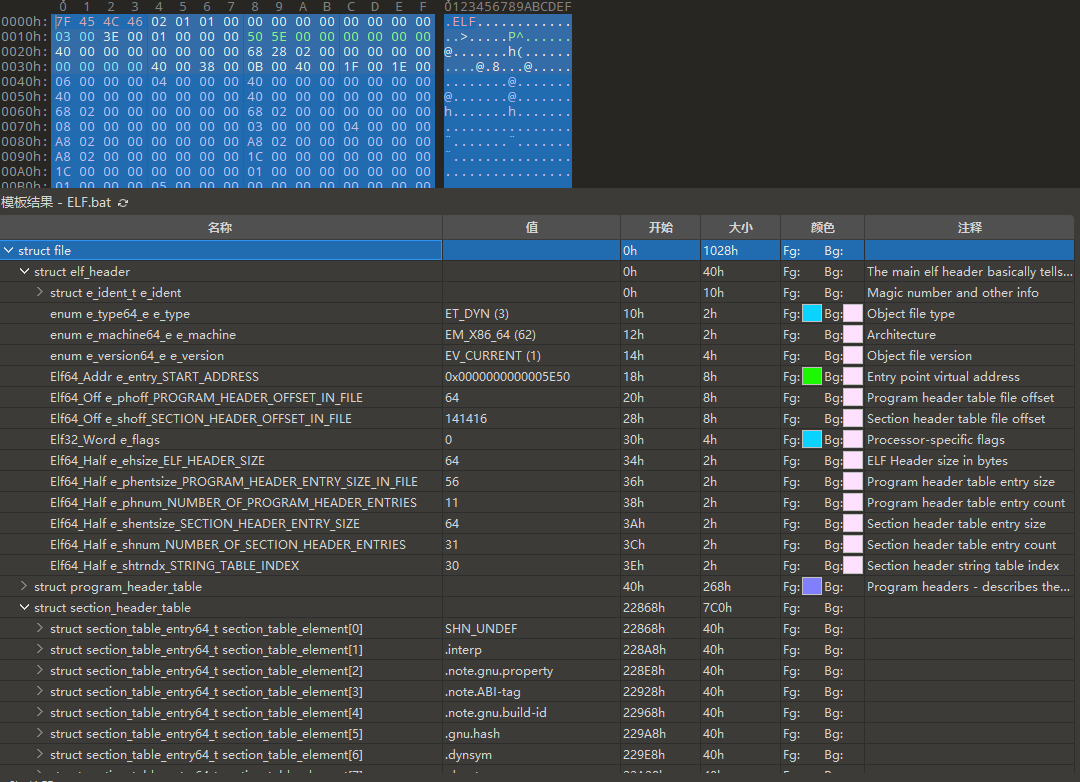 0 1 2 3 4 5 6 7 8 9 A B C D E F 0123456789ABCDEF
0000h: 7F 45 4C 46 02 01 01 00 00 00 00 00 00 00 00 00 .ELF............
0010h: 03 00 3E 00 01 00 00 00 50 5E 00 00 00 00 00 00 ..>.....P^......
0020h: 40 00 00 00 00 00 00 00 68 28 02 00 00 00 00 00 @.......h(......
0030h: 00 00 00 00 40 00 38 00 0B 00 40 00 1F 00 1E 00 ....@.8...@.....
0040h: 06 00 00 00 04 00 00 00 40 00 00 00 00 00 00 00 ........@.......
0050h: 40 00 00 00 00 00 00 00 40 00 00 00 00 00 00 00 @.......@.......
0060h: 68 02 00 00 00 00 00 00 68 02 00 00 00 00 00 00 h.......h.......
0070h: 08 00 00 00 00 00 00 00 03 00 00 00 04 00 00 00 ................
0080h: A8 02 00 00 00 00 00 00 A8 02 00 00 00 00 00 00 ¨.......¨.......
0090h: A8 02 00 00 00 00 00 00 1C 00 00 00 00 00 00 00 ¨...............
00A0h: 1C 00 00 00 00 00 00 00 01 00 00 00 00 00 00 00 ................
00B0h: 01 00 00 00 05 00 00 00 00 00 00 00 00 00 00 00
模板结果 - ELF.bat
名称 值 开始 大小 颜色 注释
struct file 0h 1028h Fg: Bg:
struct elf_header 0h 40h Fg: Bg: The main elf header basically tells...
struct e_ident_t e_ident 0h 10h Fg: Bg: Magic number and other info
enum e_type64_e e_type ET_DYN (3) 10h 2h Fg: Bg: Object file type
enum e_machine64_e e_machine EM_X86_64 (62) 12h 2h Fg: Bg: Architecture
enum e_version64_e e_version EV_CURRENT (1) 14h 4h Fg: Bg: Object file version
Elf64_Addr e_entry_START_ADDRESS 0x0000000000005E50 18h 8h Fg: Bg: Entry point virtual address
Elf64_Off e_phoff_PROGRAM_HEADER_OFFSET_IN_FILE 64 20h 8h Fg: Bg: Program header table file offset
Elf64_Off e_shoff_SECTION_HEADER_OFFSET_IN_FILE 141416 28h 8h Fg: Bg: Section header table file offset
Elf32_Word e_flags 0 30h 4h Fg: Bg: Processor-specific flags
Elf64_Half e_ehsize_ELF_HEADER_SIZE 64 34h 2h Fg: Bg: ELF Header size in bytes
Elf64_Half e_phentsize_PROGRAM_HEADER_ENTRY_SIZE_IN_FILE 56 36h 2h Fg: Bg: Program header table entry size
Elf64_Half e_phnum_NUMBER_OF_PROGRAM_HEADER_ENTRIES 11 38h 2h Fg: Bg: Program header table entry count
Elf64_Half e_shentsize_SECTION_HEADER_ENTRY_SIZE 64 3Ah 2h Fg: Bg: Section header table entry size
Elf64_Half e_shnum_NUMBER_OF_SECTION_HEADER_ENTRIES 31 3Ch 2h Fg: Bg: Section header table entry count
Elf64_Half e_shtrndx_STRING_TABLE_INDEX 30 3Eh 2h Fg: Bg: Section header string table index
struct program_header_table 40h 268h Fg: Bg: Program headers - describes the...
struct section_header_table 22868h 7C0h Fg: Bg:
struct section_table_entry64_t section_table_element[0] SHN_UNDEF 22868h 40h Fg: Bg:
struct section_table_entry64_t section_table_element[1] .interp 228A8h 40h Fg: Bg:
struct section_table_entry64_t section_table_element[2] .note.gnu.property 228E8h 40h Fg: Bg:
struct section_table_entry64_t section_table_element[3] .note.ABI-tag 22928h 40h Fg: Bg:
struct section_table_entry64_t section_table_element[4] .note.gnu.build-id 22968h 40h Fg: Bg:
struct section_table_entry64_t section_table_element[5] .gnu.hash 229A8h 40h Fg: Bg:
struct section_table_entry64_t section_table_element[6] .dynsym 229E8h 40h Fg: Bg: